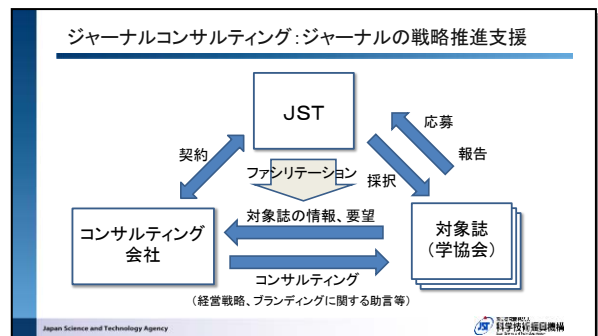 ジャーナルコンサルティング:ジャーナルの戦略推進支援
JST
応募
報告
契約
ファシリテーション
採択
コンサルティング
会社
対象誌の情報、要望
対象誌
(学協会)
コンサルティング
(経営戦略、ブランディングに関する助言等)
Japan Science and Technology Agency
JST
科学技術振興機構